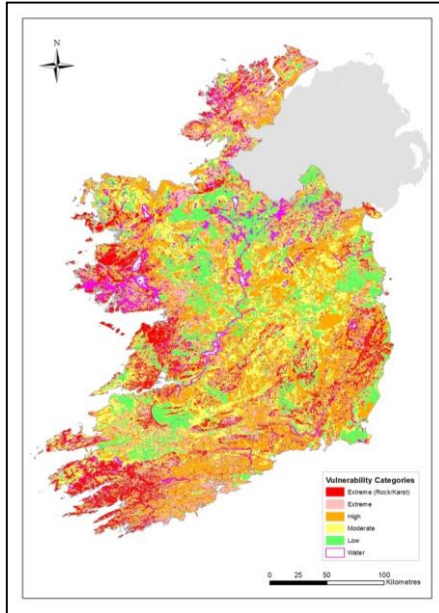 N
Vulnerability Categories
Extreme (Rock/Karst)
Extreme
High
Moderate
Low
Water
0 25 50 100
Kilometres